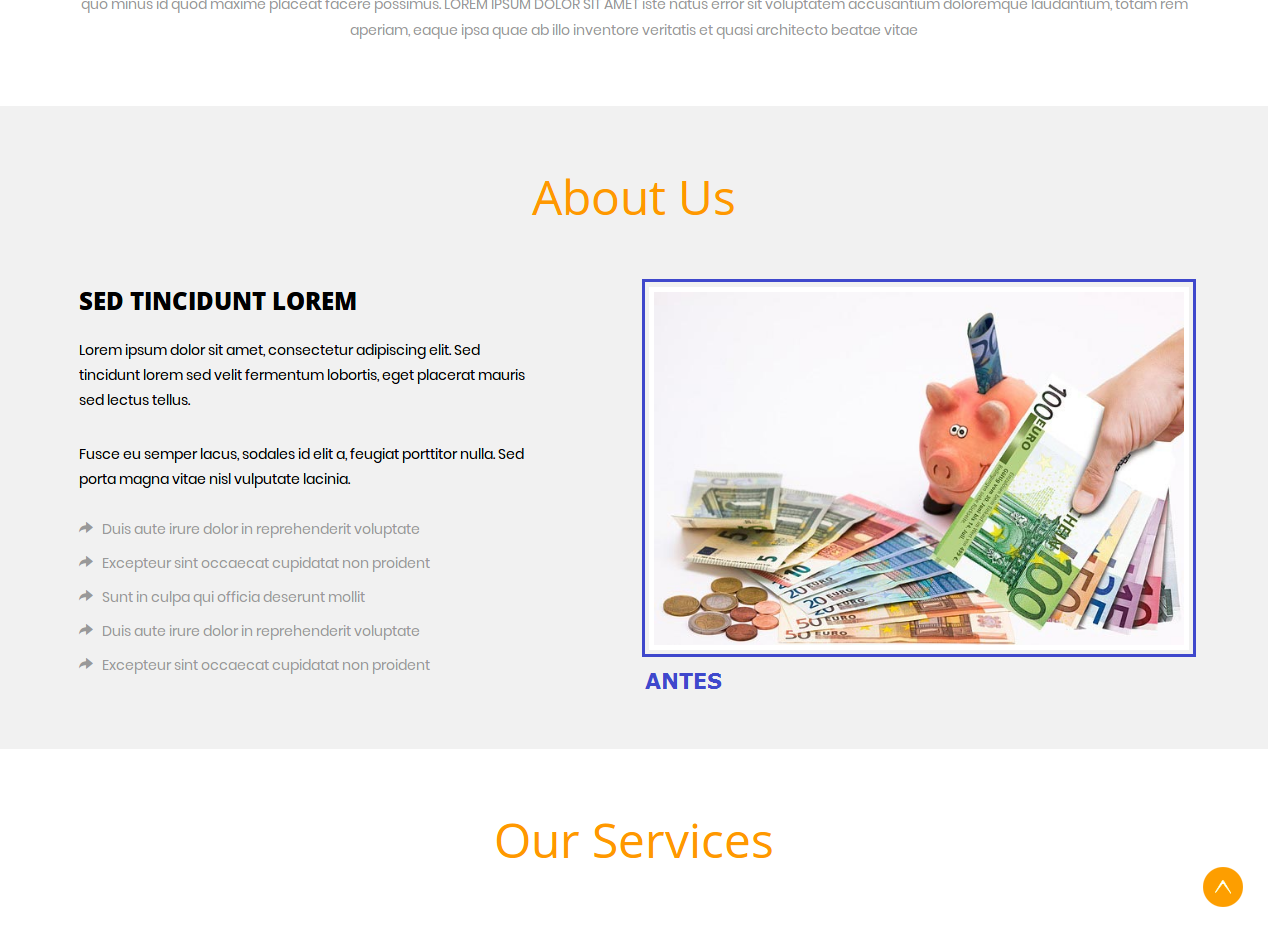 quo minus id quod maxime placeat facere possimus. LOREM IPSUM DOLOR SIT AMET iste natus error sit voluptatem accusantium doloremque laudantium, totam rem
aperiam, eaque ipsa quae ab illo inventore veritatis et quasi architecto beatae vitae
About Us
SED TINCIDUNT LOREM
Lorem ipsum dolor sit amet, consectetur adipiscing elit. Sed
tincidunt lorem sed velit fermentum lobortis, eget placerat mauris
sed lectus tellus.
Fusce eu semper lacus, sodales id elit a, feugiat porttitor nulla. Sed
porta magna vitae nisl vulputate lacinia.
Duis aute irure dolor in reprehenderit voluptate
Excepteur sint occaecat cupidatat non proident
Sunt in culpa qui officia deserunt mollit
Duis aute irure dolor in reprehenderit voluptate
Excepteur sint occaecat cupidatat non proident
20
100 EURO
100
5
5
10
20 EURO
20 EURO
50 EURO
50 EURO
ANTES
Our Services